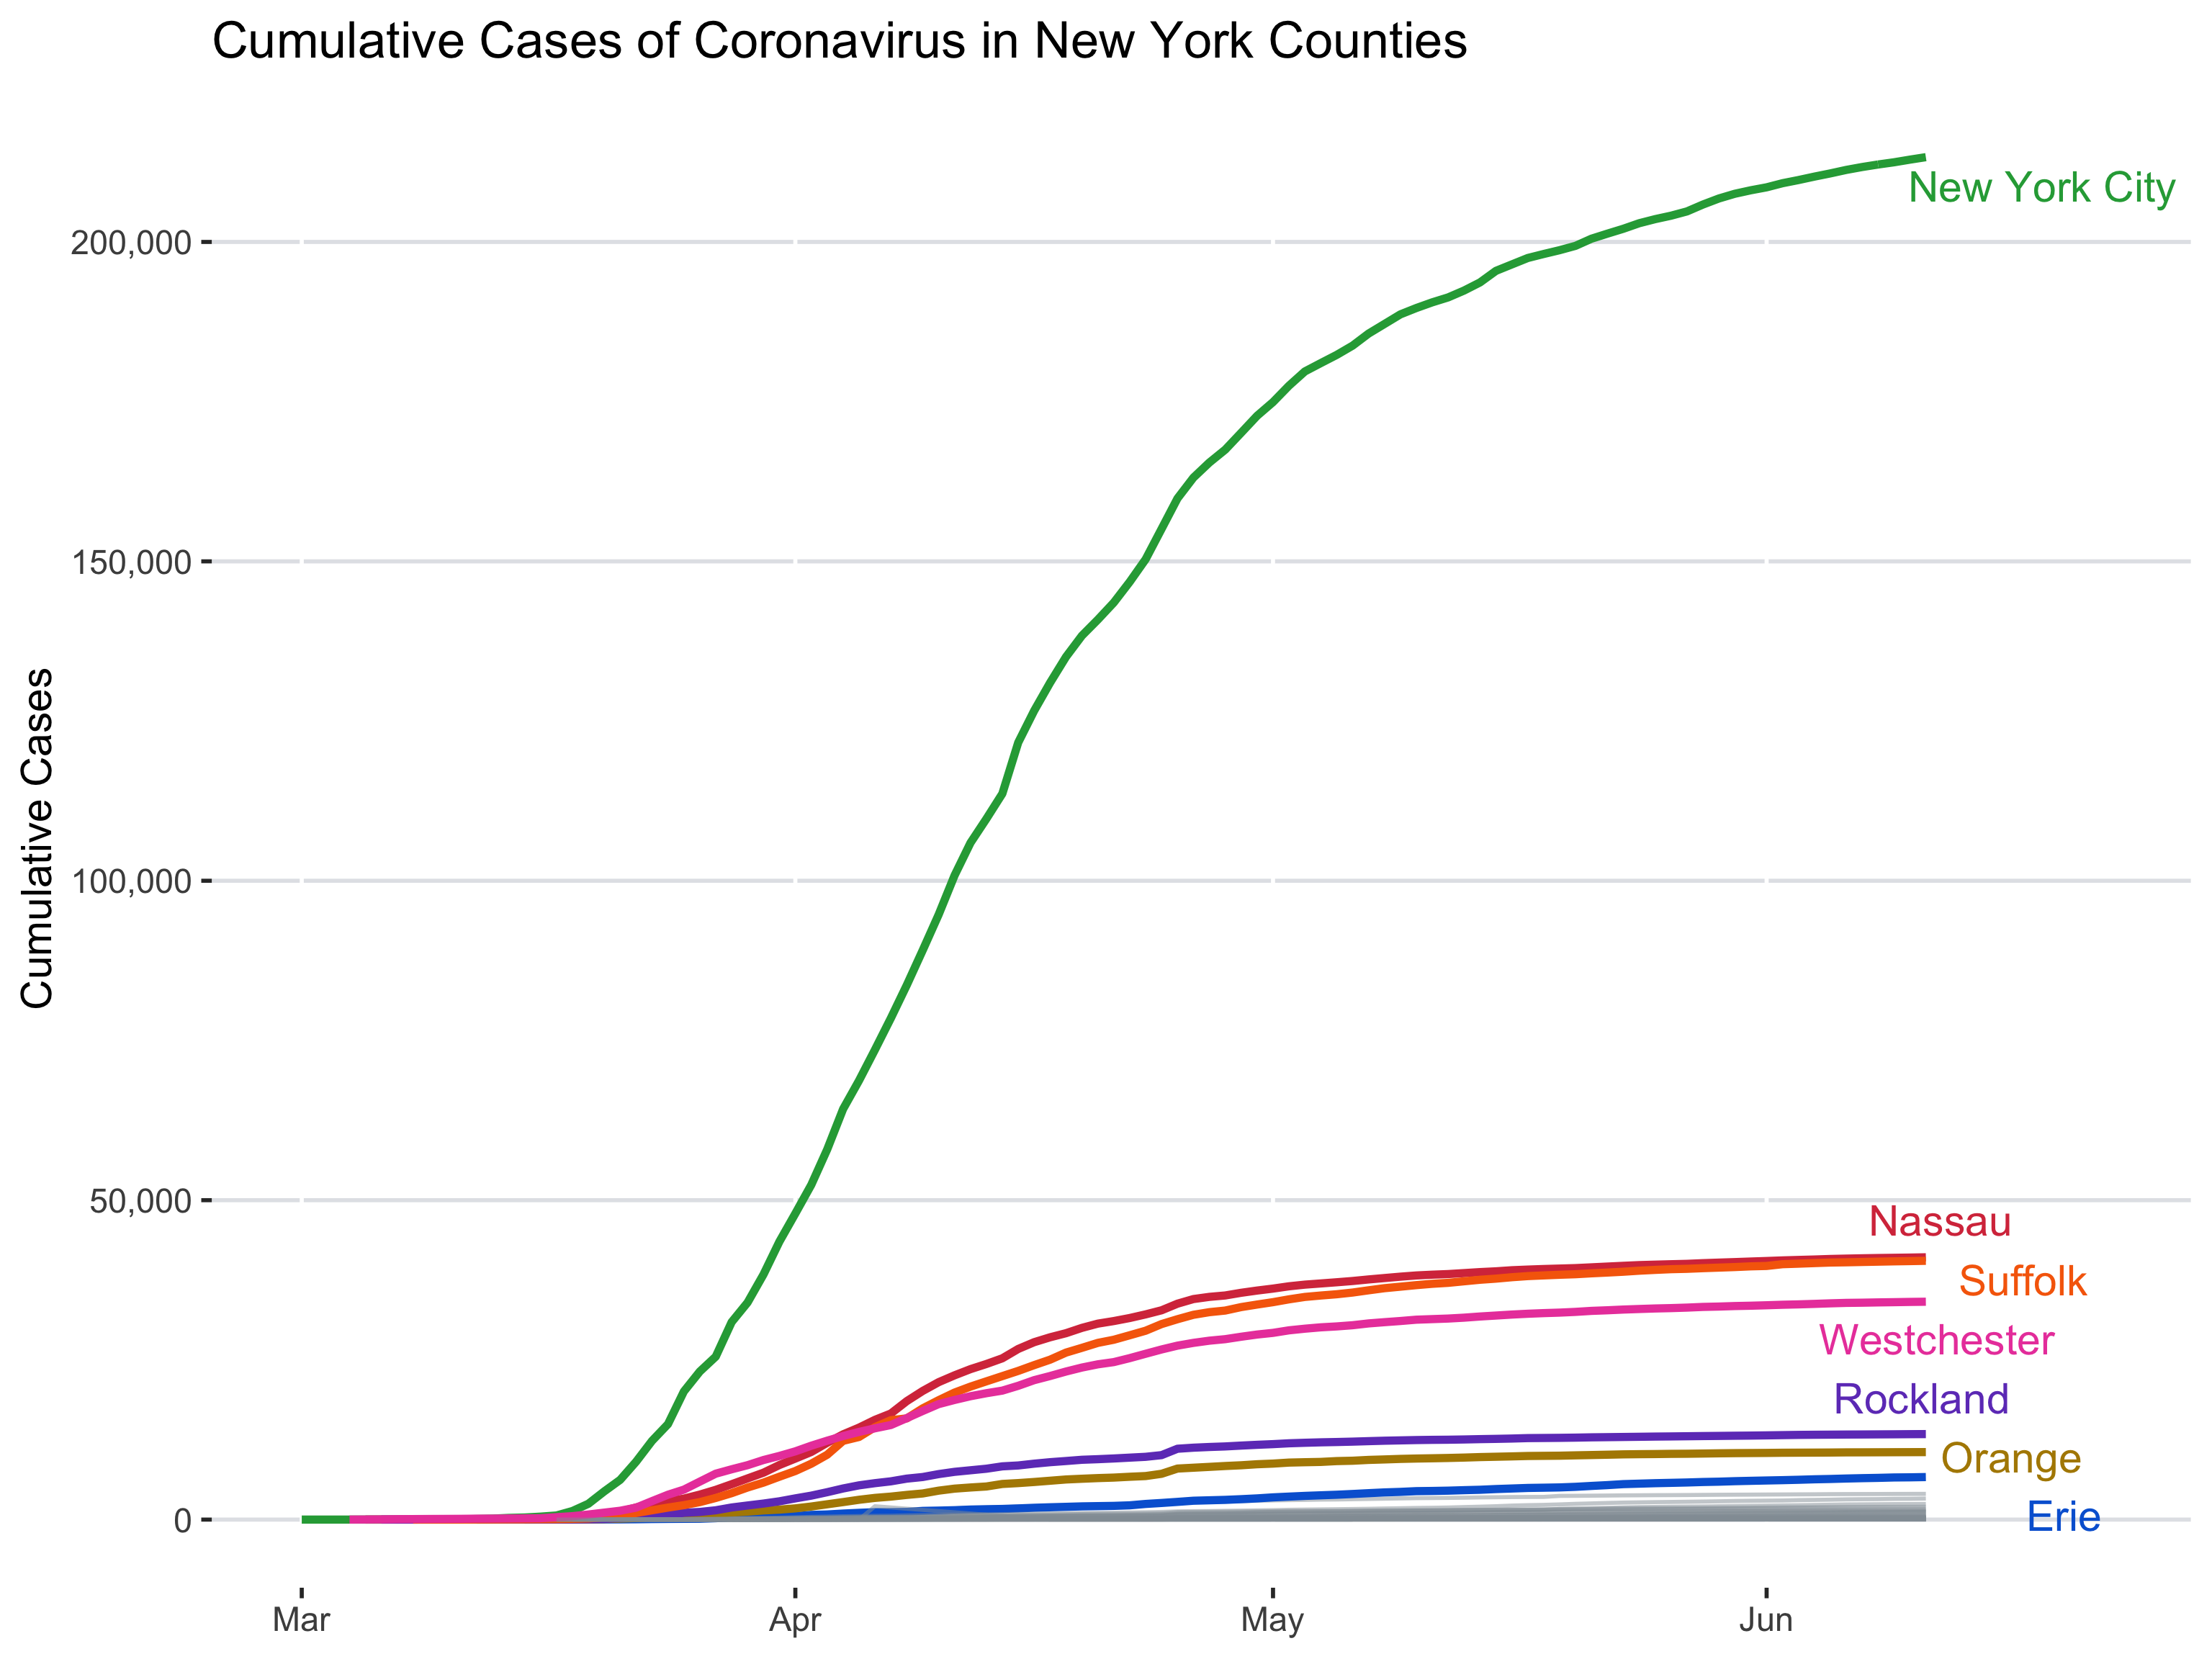 Cumulative Cases of Coronavirus in New York Counties
Cumulative Cases
200,000
150,000
100,000
50,000
0
New York City
Nassau
Suffolk
Westchester
Rockland
Orange
Erie
Mar
Apr
May
Jun